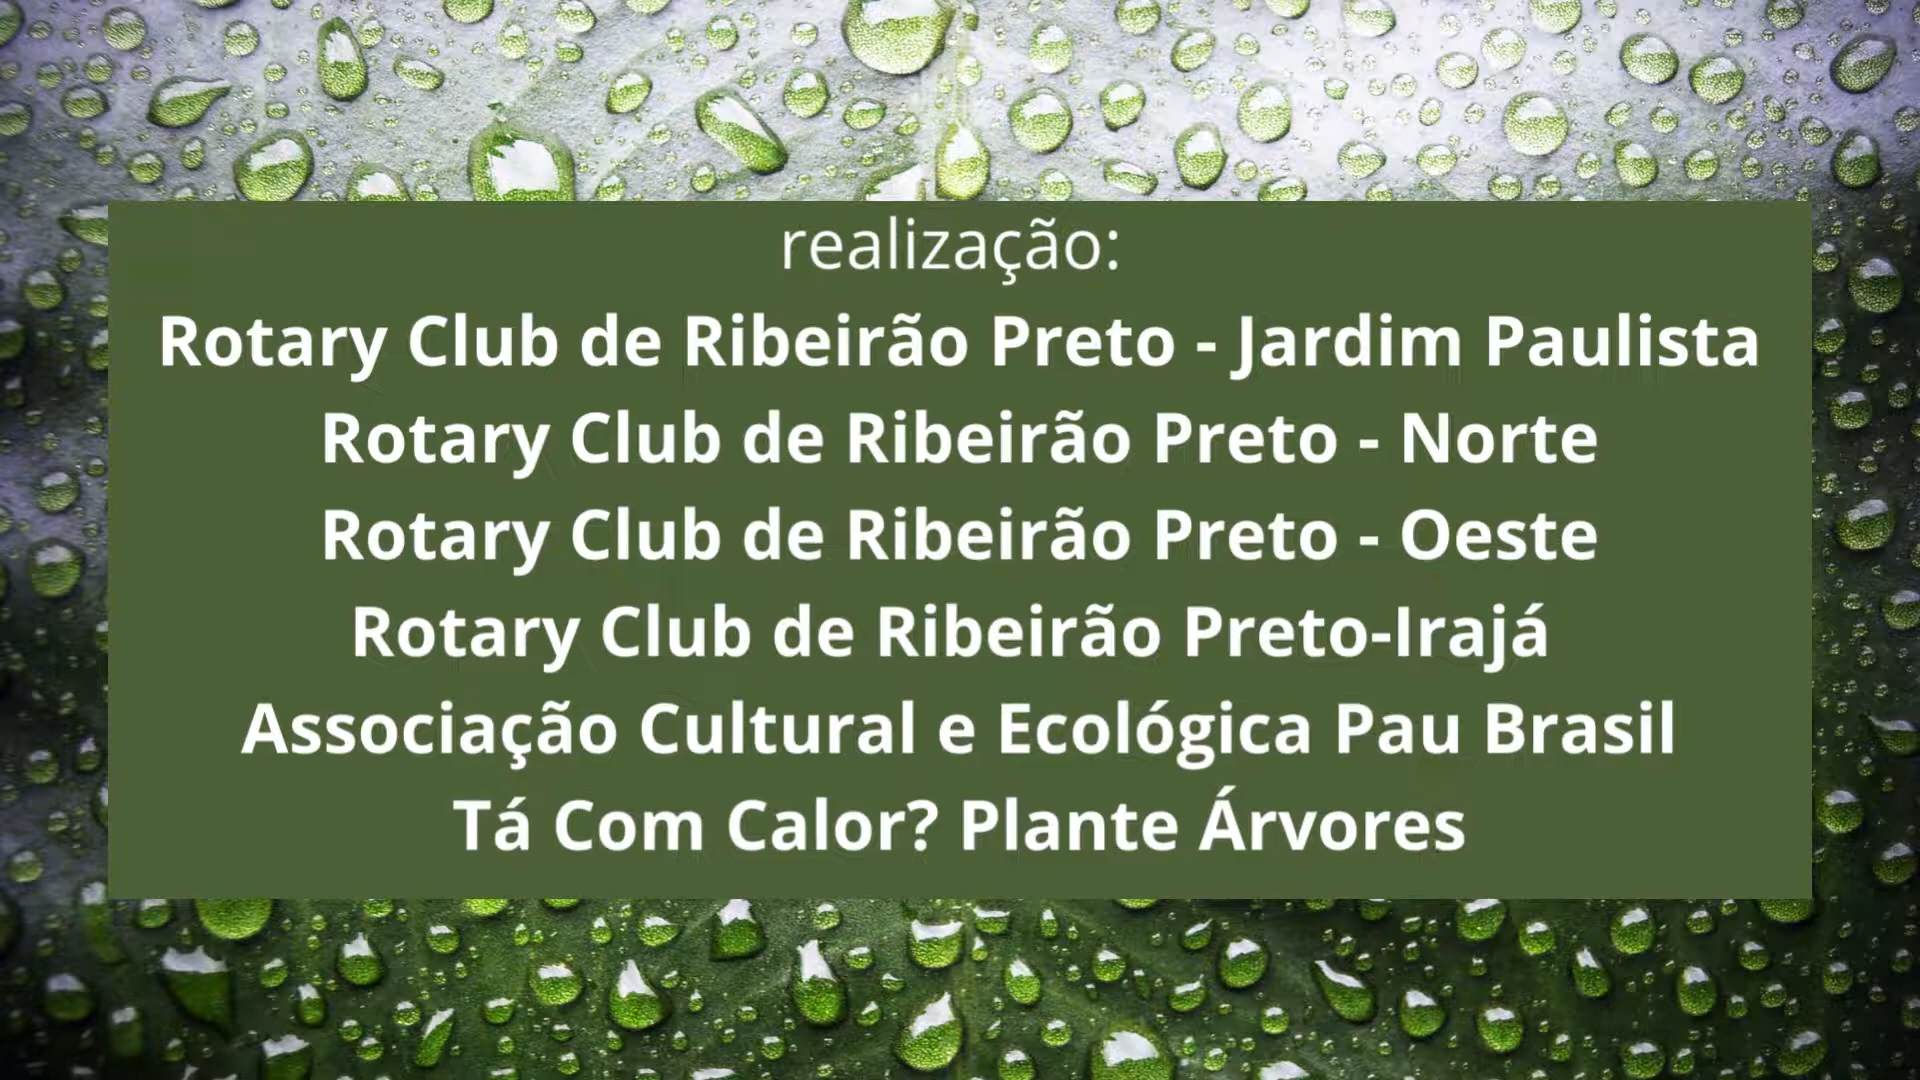 realização:
Rotary Club de Ribeirão Preto - Jardim Paulista
Rotary Club de Ribeirão Preto - Norte
Rotary Club de Ribeirão Preto - Oeste
Rotary Club de Ribeirão Preto-Irajá
Associação Cultural e Ecológica Pau Brasil
Tá Com Calor? Plante Árvores